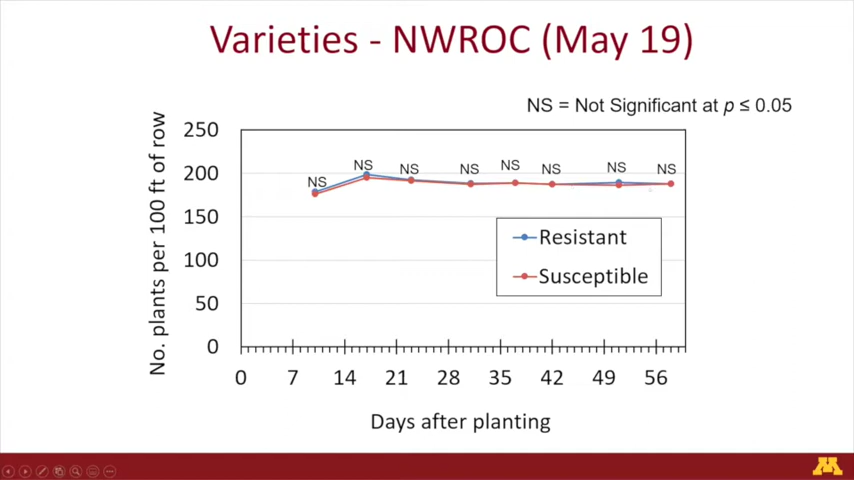 Varieties - NWROC (May 19)
NS = Not Significant at p ≤ 0.05
No. plants per 100 ft of row
250
200
150
100
50
0
NS NS NS NS NS NS NS NS
Resistant
Susceptible
0 7 14 21 28 35 42 49 56
Days after planting
M